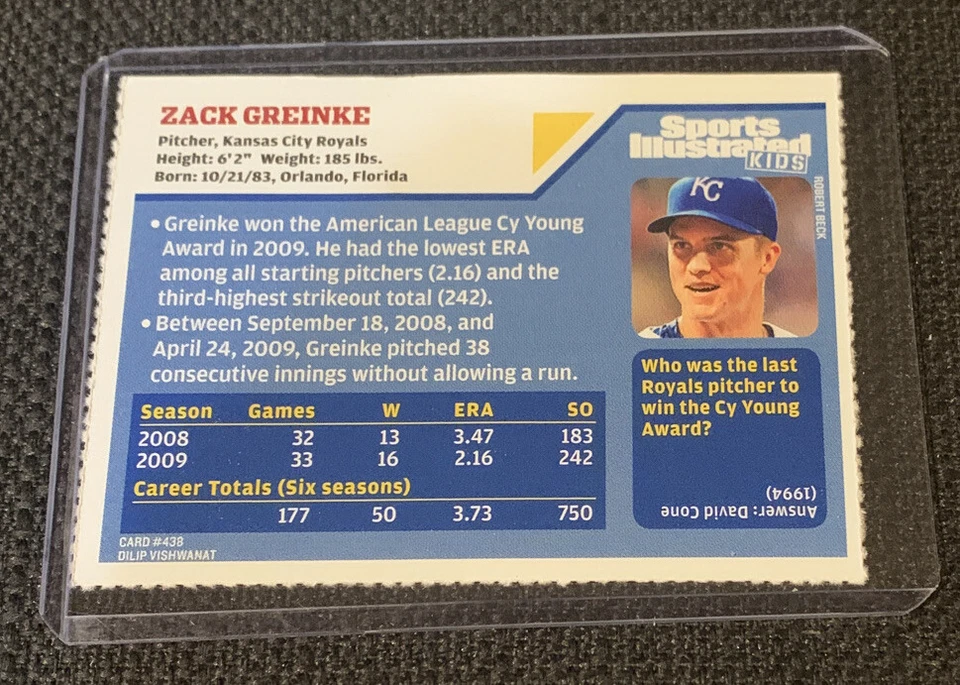 ZACK GREINKE
Pitcher, Kansas City Royals
Height: 6'2" Weight: 185 lbs.
Born: 10/21/83, Orlando, Florida
Sports
Illustrated
KIDS
KC
ROBERT BECK
• Greinke won the American League Cy Young
Award in 2009. He had the lowest ERA
among all starting pitchers (2.16) and the
third-highest strikeout total (242).
• Between September 18, 2008, and
April 24, 2009, Greinke pitched 38
consecutive innings without allowing a run.
Season Games W ERA SO
2008 32 13 3.47 183
2009 33 16 2.16 242
Career Totals (Six seasons)
177 50 3.73 750
Who was the last
Royals pitcher to
win the Cy Young
Award?
Answer: David Cone
(1994)
CARD #438
DILIP VISHWANAT